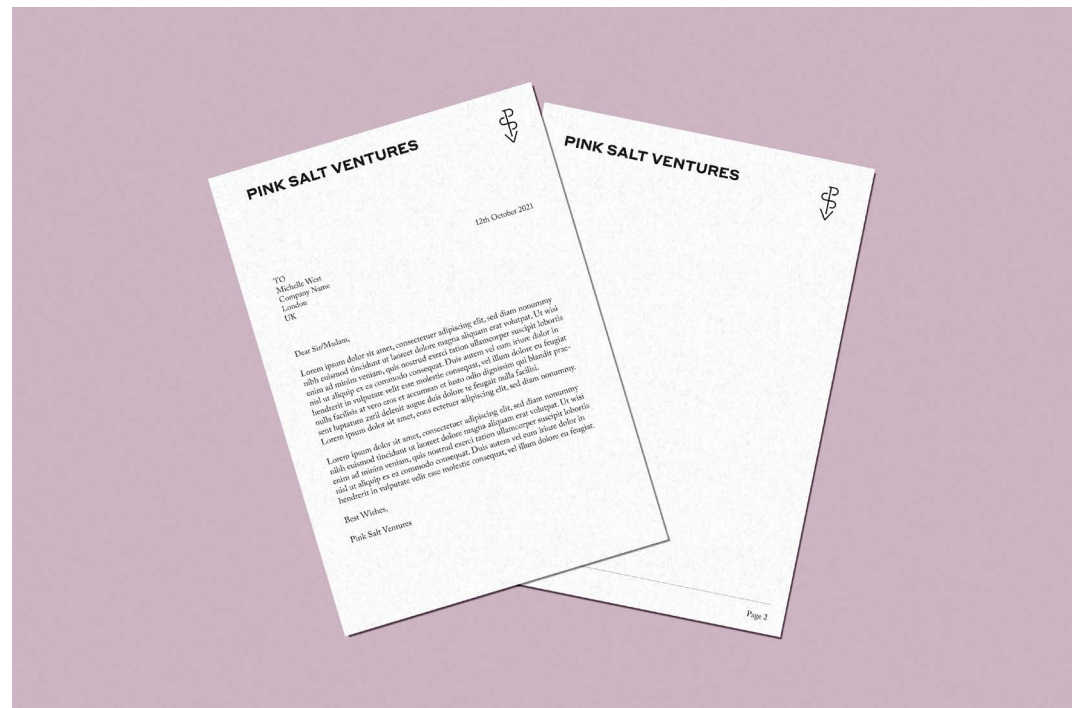 PINK SALT VENTURES
12th October 2021
TO
Michelle West
Company Name
London
UK
Dear Sir/Madam,
Lorem ipsum dolor sit amet, consectetuer adipiscing elit, sed diam nonummy
nibh euismod tincidunt ut laoreet dolore magna aliquam erat volutpat. Ut wisi
enim ad minim veniam, quis nostrud exerci tation ullamcorper suscipit lobortis
nisl ut aliquip ex ea commodo consequat. Duis autem vel eum iriure dolor in
hendrerit in vulputate velit esse molestie consequat, vel illum dolore eu feugiat
nulla facilisis at vero eros et accumsan et iusto odio dignissim qui blandit prae-
sent luptatum zzril delenit augue duis dolore te feugait nulla facilisi.
Lorem ipsum dolor sit amet, cons ectetuer adipiscing elit, sed diam nonummy.
Lorem ipsum dolor sit amet, consectetuer adipiscing elit, sed diam nonummy
nibh euismod tincidunt ut laoreet dolore magna aliquam erat volutpat. Ut wisi
enim ad minim veniam, quis nostrud exerci tation ullamcorper suscipit lobortis
nisl ut aliquip ex ea commodo consequat. Duis autem vel eum iriure dolor in
hendrerit in vulputate velit esse molestie consequat, vel illum dolore eu feugiat.
Best Wishes,
Pink Salt Ventures
PINK SALT VENTURES
Page 2